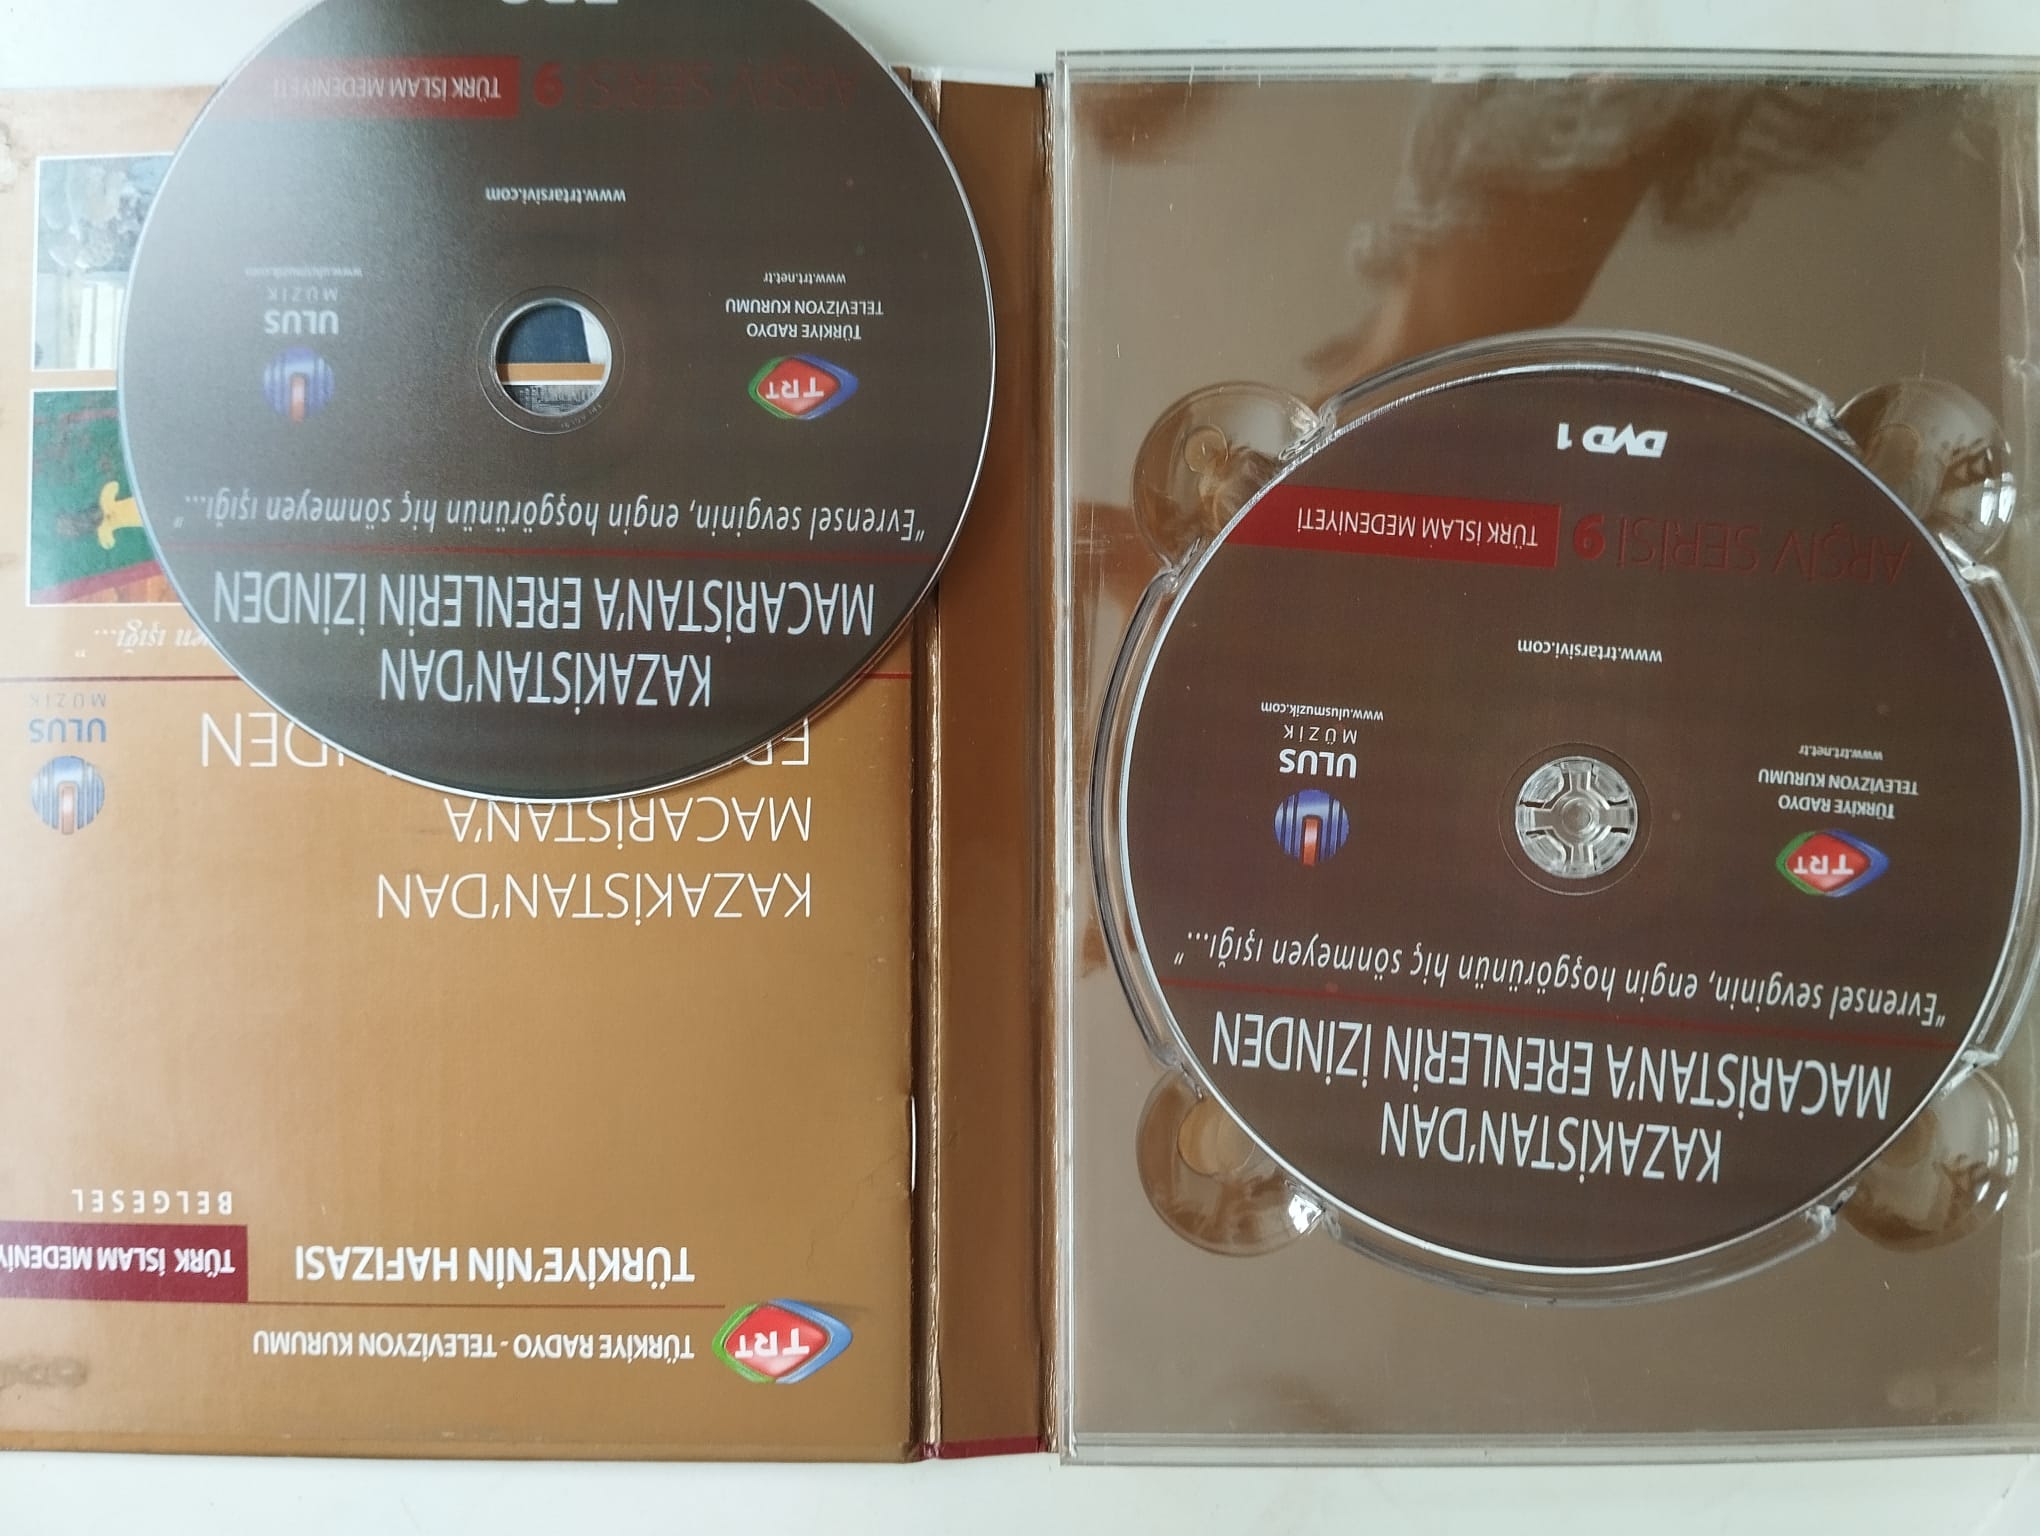 TÜRKİYE RADYO - TELEVİZYON KURUMU
TRT
TÜRKİYE'NİN HAFIZASI
TÜRK İSLAM
BELGESEL
KAZAKİSTAN'DAN
MACARİSTAN'A
ULUS
MÜZİK
ışığı... "
KAZAKİSTAN'DAN
MACARİSTAN'A ERENLERİN İZİNDEN
"Evrensel sevginin, engin hoşgörünün hiç sönmeyen ışığı... "
TRT
TÜRKİYE RADYO
TELEVİZYON KURUMU
www.trt.net.tr
ULUS
MÜZİK
www.ulusmuzik.com
www.trtarsivi.com
ARŞİV SERİSİ 9 TÜRK İSLAM MEDENİYETİ
KAZAKİSTAN'DAN
MACARİSTAN'A ERENLERİN İZİNDEN
"Evrensel sevginin, engin hoşgörünün hiç sönmeyen ışığı... "
TRT
TÜRKİYE RADYO
TELEVİZYON KURUMU
www.trt.net.tr
ULUS
MÜZİK
www.ulusmuzik.com
www.trtarsivi.com
ARŞİV SERİSİ 9 TÜRK İSLAM MEDENİYETİ
DVD 1